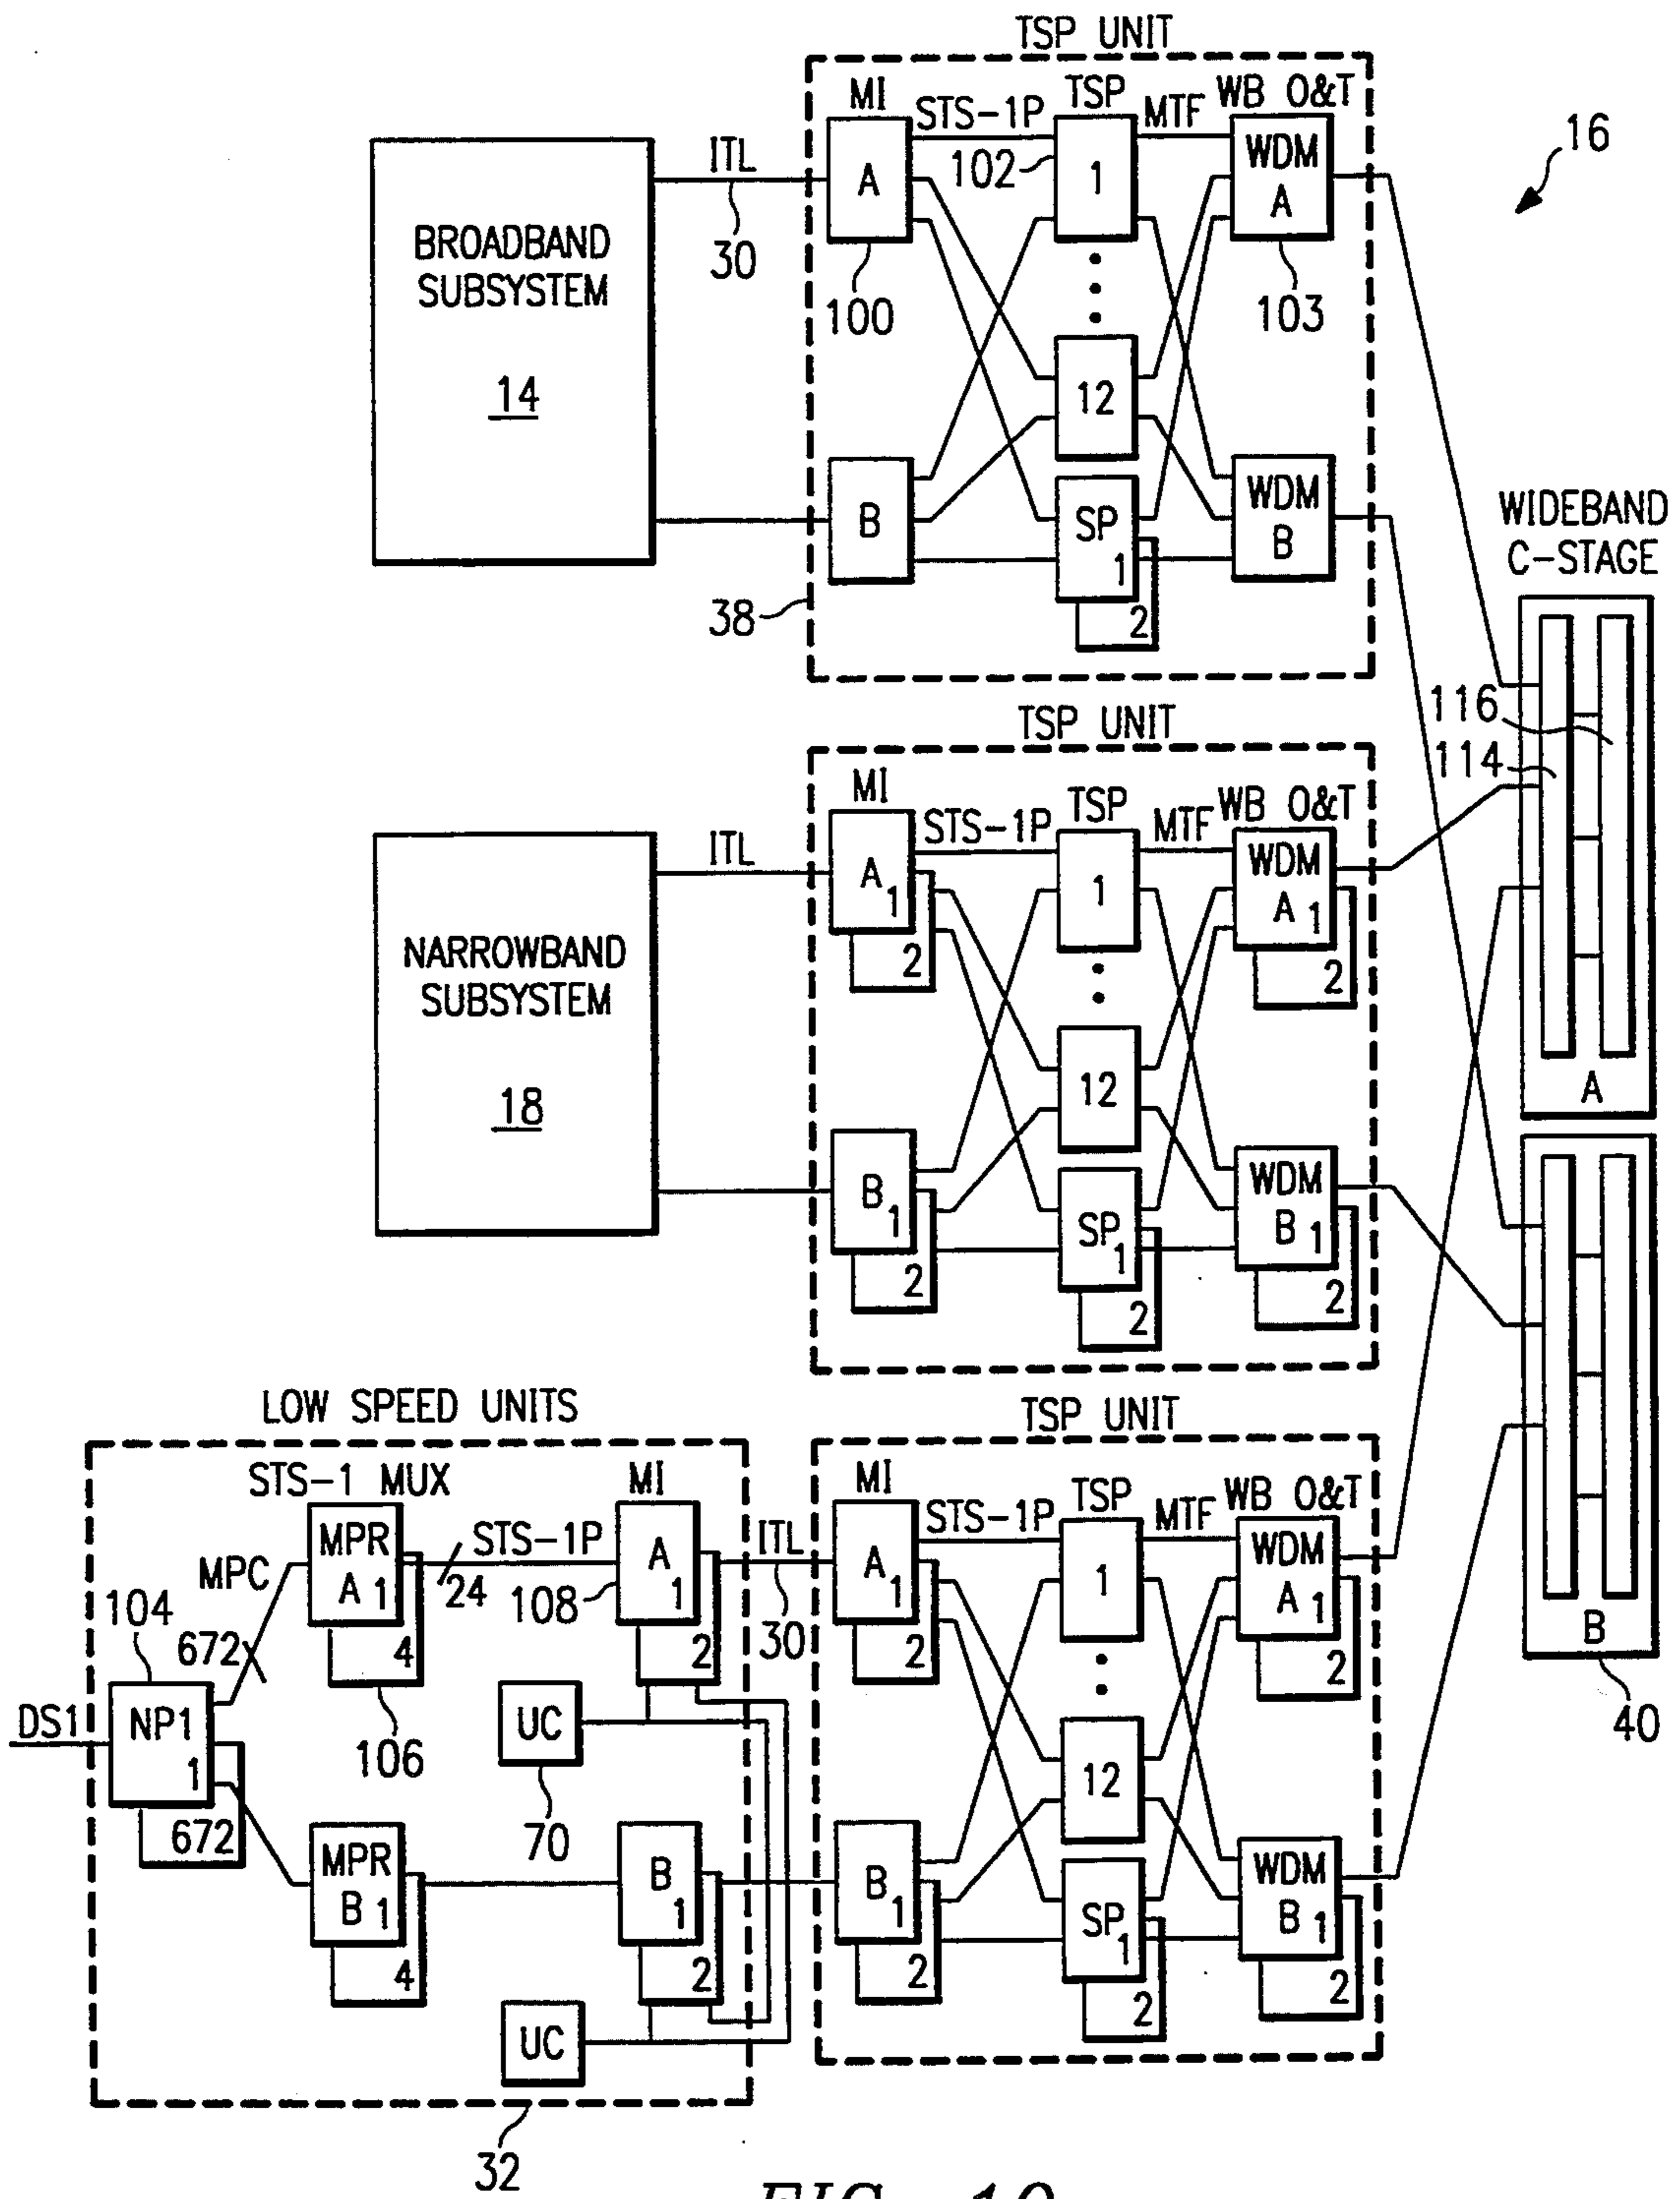 TSP UNIT
MI
STS-1P
TSP
MTF
WB O&T
16
ITL
A
102
1
WDM
A
BROADBAND
SUBSYSTEM
30
100
103
14
12
B
SP
1
2
WDM
B
38
WIDEBAND
C-STAGE
116
114
A
TSP UNIT
MI
STS-1P
TSP
MTF
WB O&T
ITL
A 1
2
1
WDM
A 1
2
NARROWBAND
SUBSYSTEM
18
12
B 1
2
SP 1
2
WDM
B 1
2
B
40
LOW SPEED UNITS
STS-1 MUX
MI
MPC
MPR
A 1
4
STS-1P
24
108
A
1
2
ITL
30
104
672
106
DS1
NP1
1
672
UC
70
MPR
B 1
4
B
1
2
UC
32
TSP UNIT
MI
STS-1P
TSP
MTF
WB O&T
A 1
2
1
WDM
A 1
2
12
B 1
2
SP 1
2
WDM
B 1
2